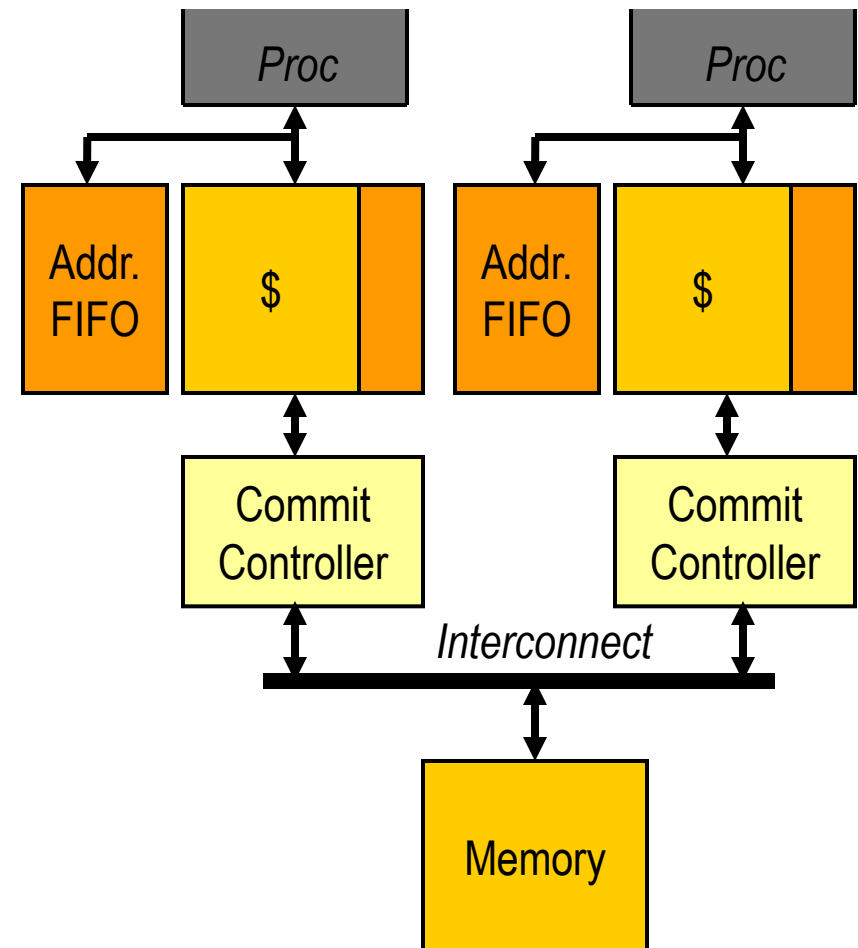 Proc
Proc
Addr.
FIFO
$
Addr.
FIFO
$
Commit
Controller
Commit
Controller
Interconnect
Memory